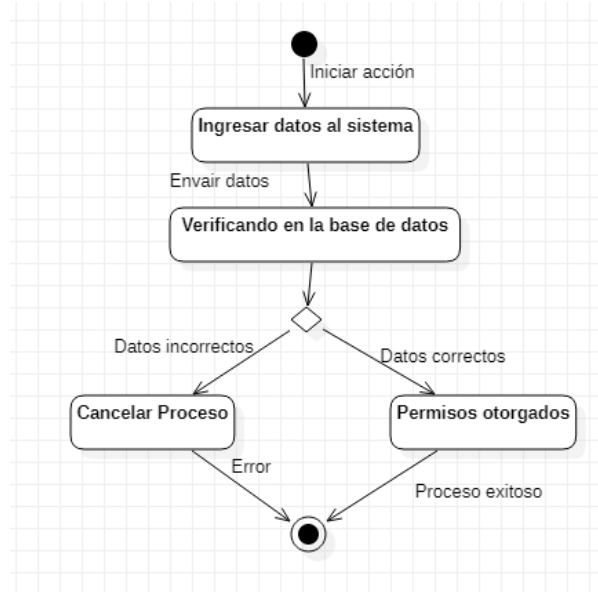 Iniciar acción
Ingresar datos al sistema
Envair datos
Verificando en la base de datos
Datos incorrectos
Datos correctos
Cancelar Proceso
Permisos otorgados
Error
Proceso exitoso